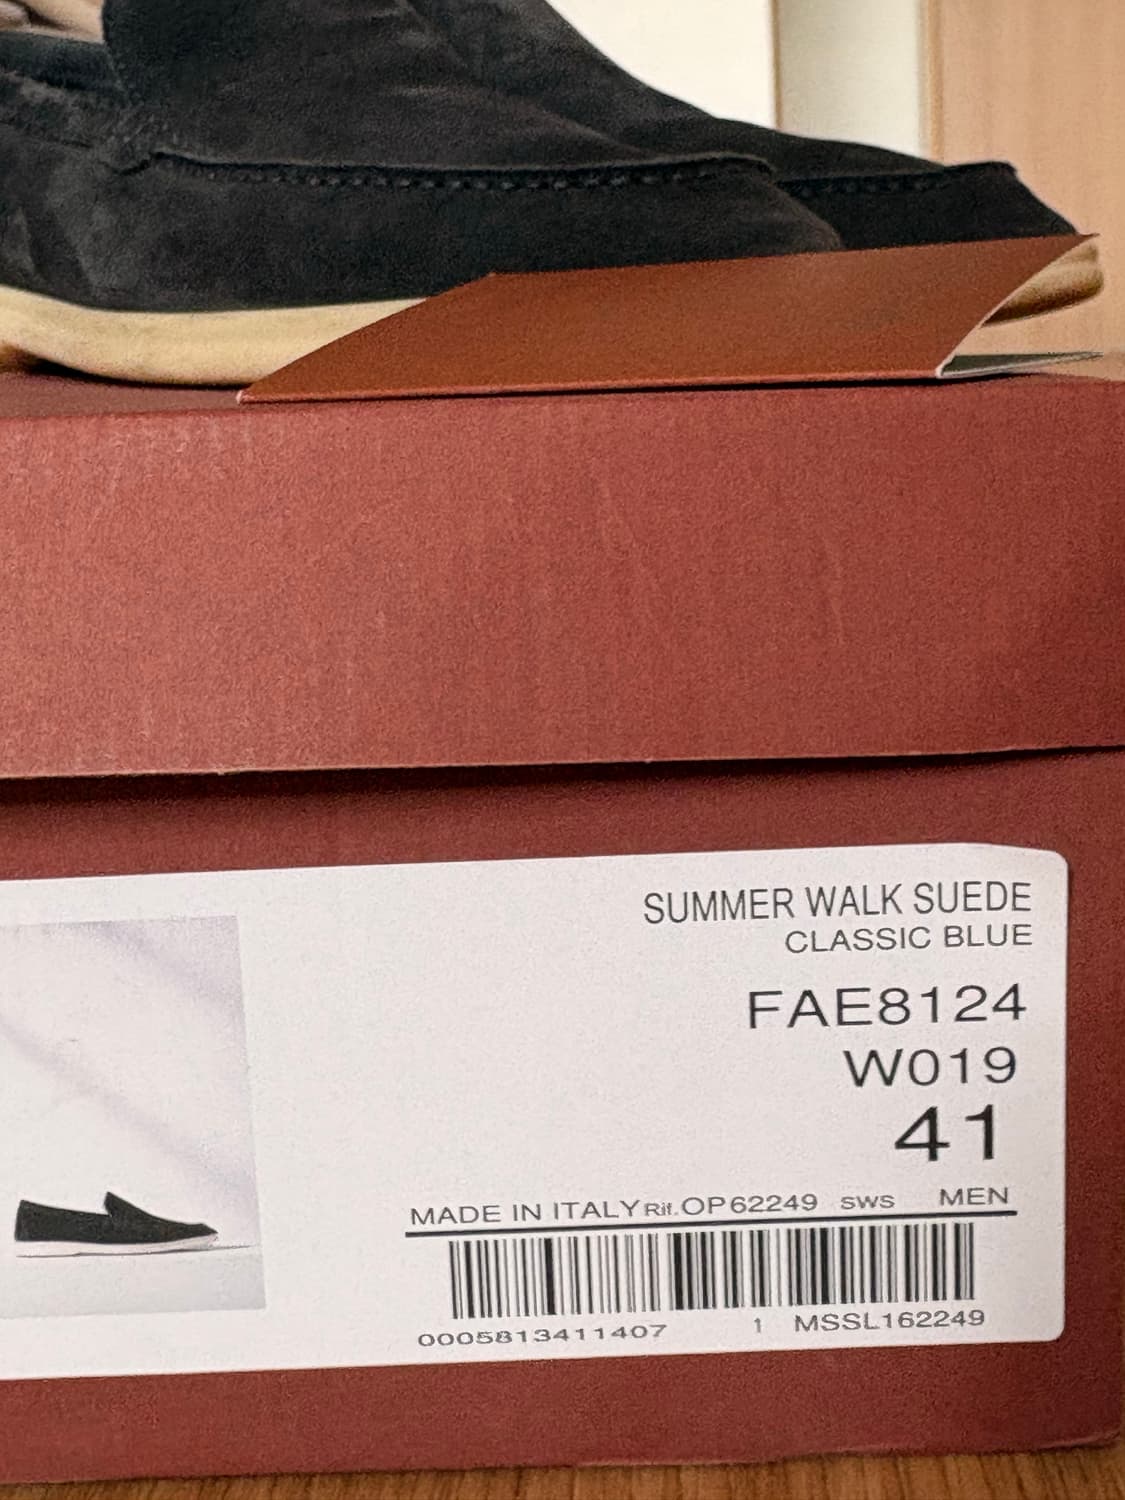 SUMMER WALK SUEDE
CLASSIC BLUE
FAE8124
W019
41
MADE IN ITALY Rif. OP62249 SWS MEN
0005813411407 1 MSSL162249